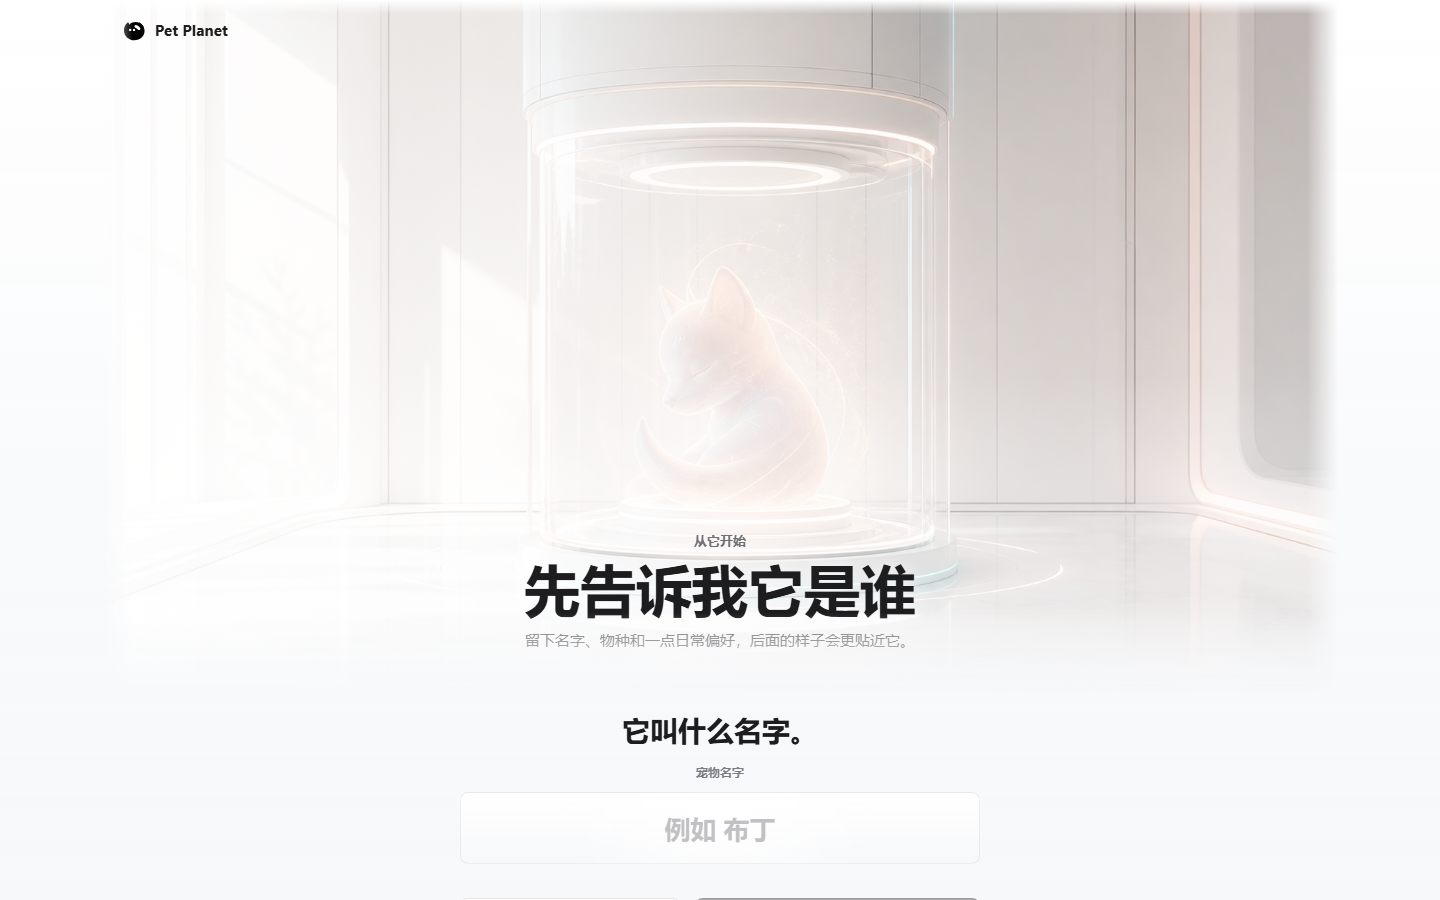 Pet Planet
从它开始
先告诉我它是谁
留下名字、物种和一点日常偏好，后面的样子会更贴近它。
它叫什么名字。
宠物名字
例如 布丁